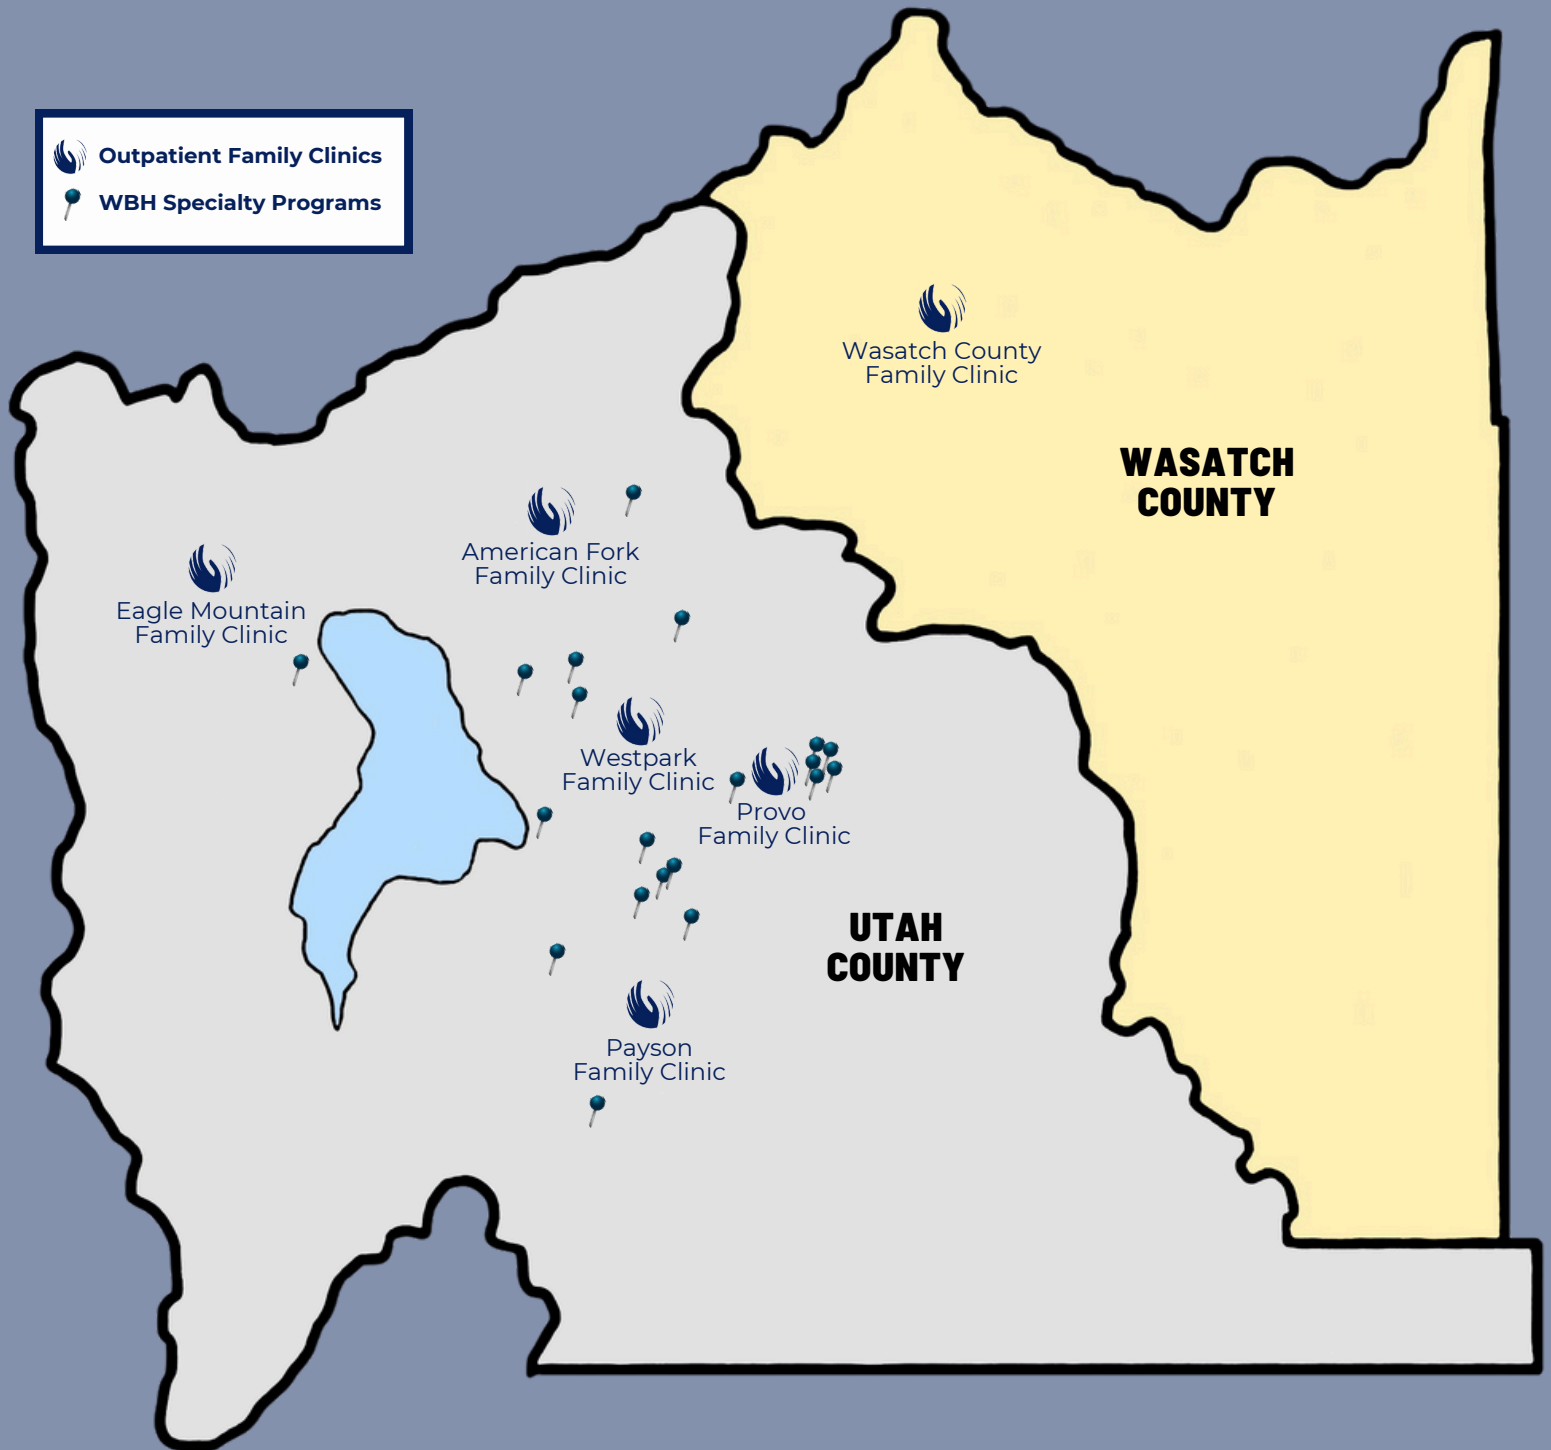 Outpatient Family Clinics
WBH Specialty Programs
Wasatch County
Family Clinic
WASATCH
COUNTY
American Fork
Family Clinic
Eagle Mountain
Family Clinic
Westpark
Family Clinic
Provo
Family Clinic
UTAH
COUNTY
Payson
Family Clinic